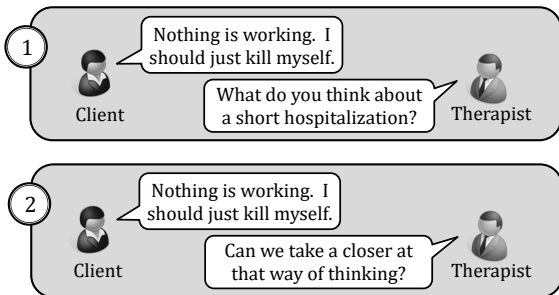 1
Nothing is working.  I
should just kill myself.
Client
What do you think about
a short hospitalization?
Therapist
2
Nothing is working.  I
should just kill myself.
Client
Can we take a closer at
that way of thinking?
Therapist